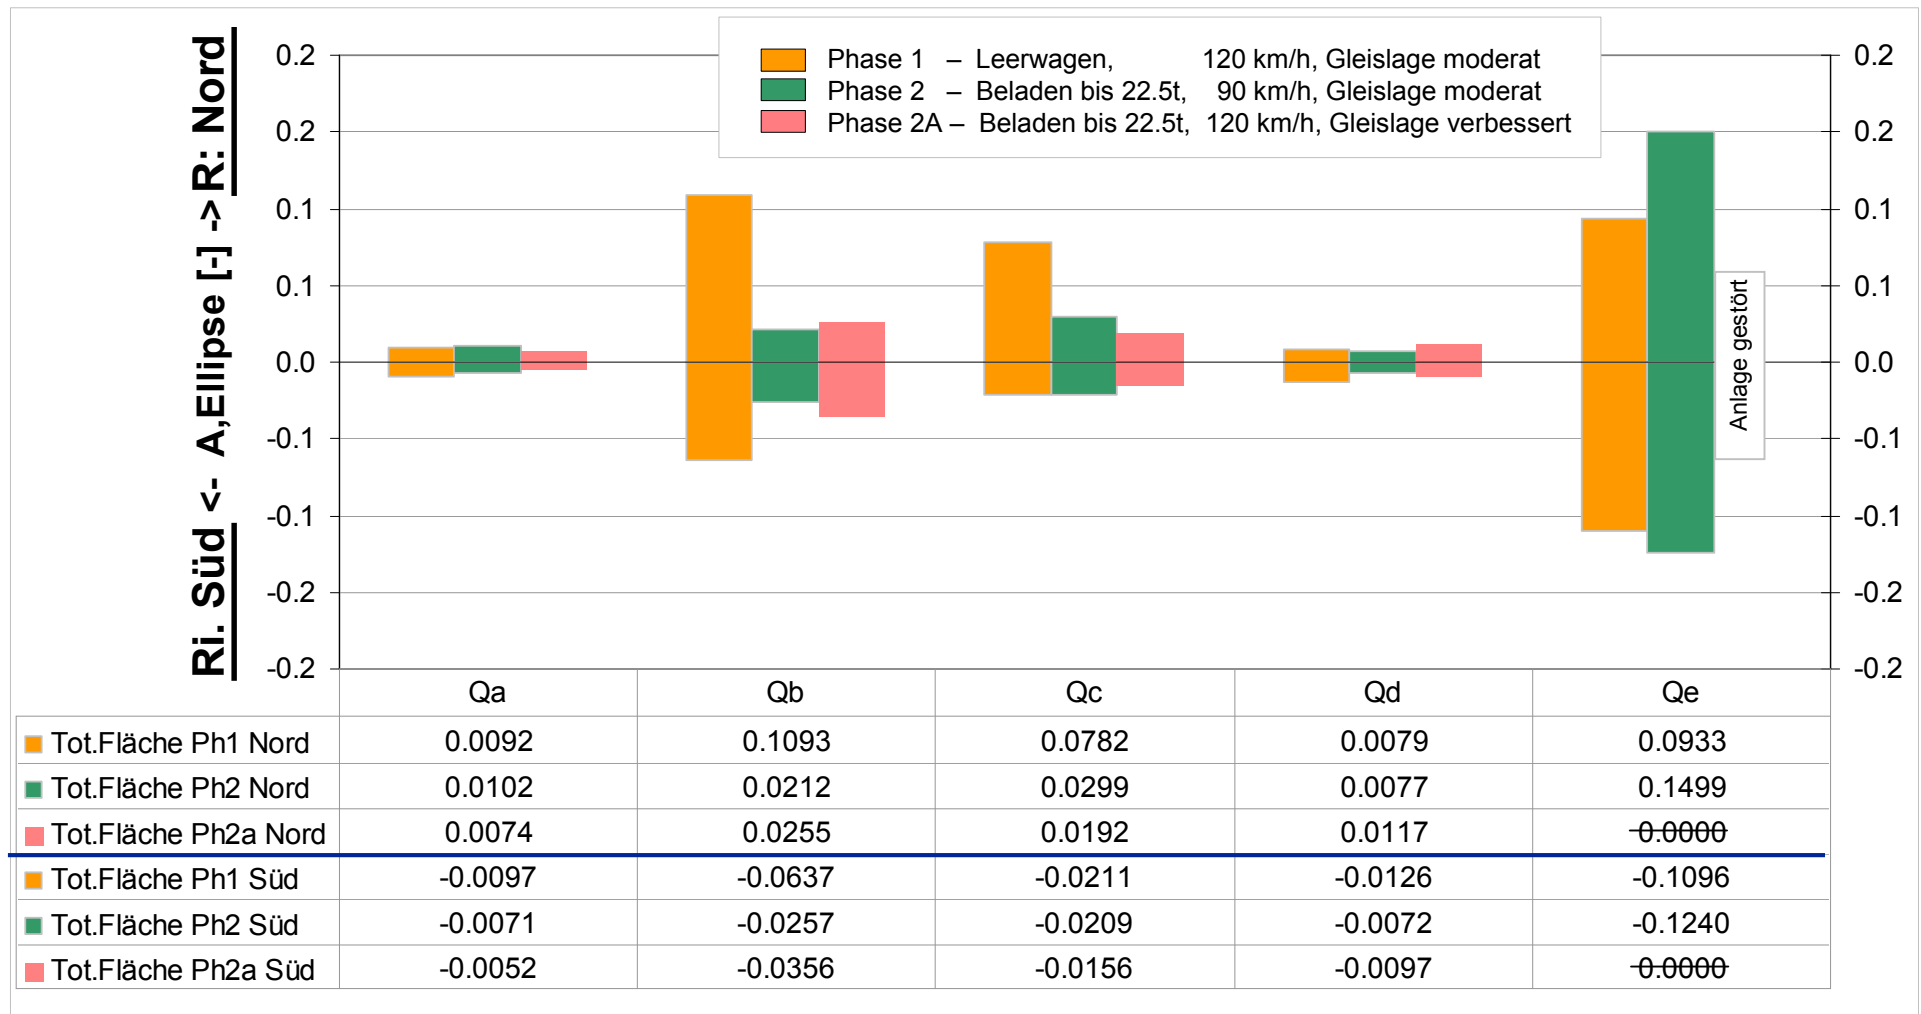 Ri. Süd <- A,Ellipse [-] -> R: Nord
Phase 1 – Leerwagen, 120 km/h, Gleislage moderat
Phase 2 – Beladen bis 22.5t, 90 km/h, Gleislage moderat
Phase 2A – Beladen bis 22.5t, 120 km/h, Gleislage verbessert
0.2 0.2
0.2 0.2
0.1 0.1
0.1 0.1
0.0 0.0
-0.1 -0.1
-0.1 -0.1
-0.2 -0.2
-0.2 -0.2
Anlage gestört
Qa Qb Qc Qd Qe
Tot.Fläche Ph1 Nord 0.0092 0.1093 0.0782 0.0079 0.0933
Tot.Fläche Ph2 Nord 0.0102 0.0212 0.0299 0.0077 0.1499
Tot.Fläche Ph2a Nord 0.0074 0.0255 0.0192 0.0117 0.0000
Tot.Fläche Ph1 Süd -0.0097 -0.0637 -0.0211 -0.0126 -0.1096
Tot.Fläche Ph2 Süd -0.0071 -0.0257 -0.0209 -0.0072 -0.1240
Tot.Fläche Ph2a Süd -0.0052 -0.0356 -0.0156 -0.0097 0.0000